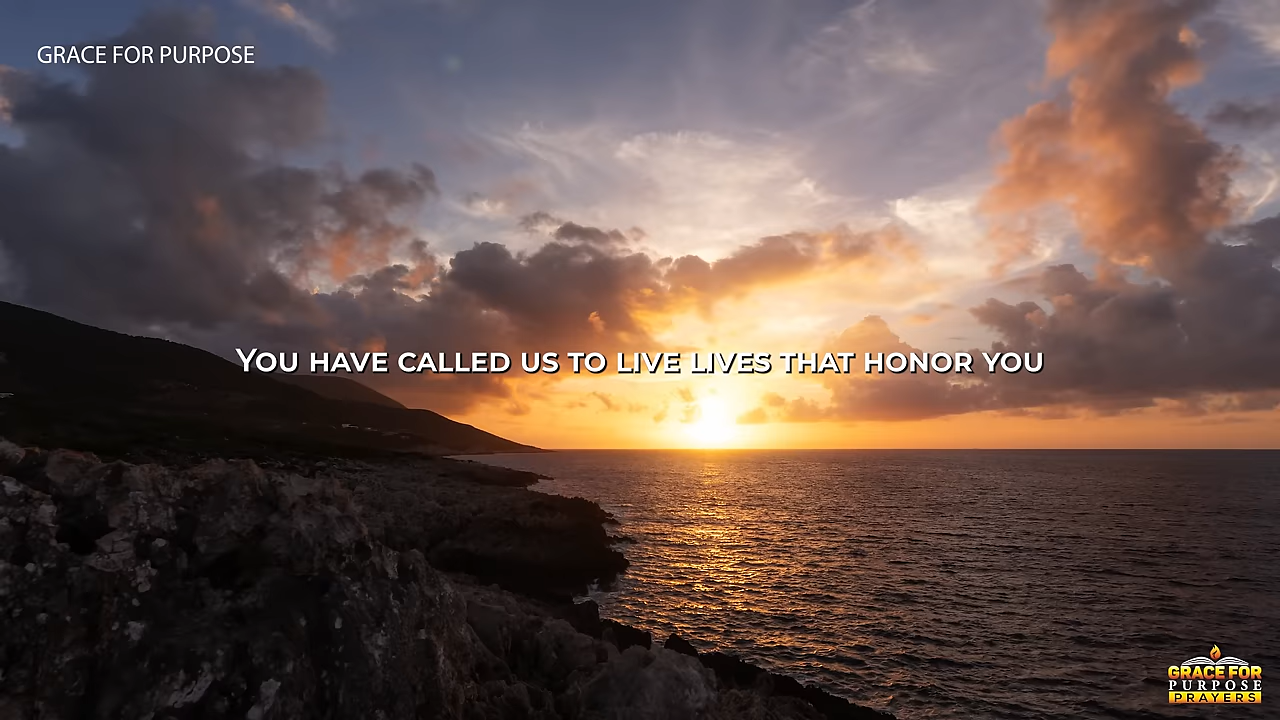 GRACE FOR PURPOSE
YOU HAVE CALLED US TO LIVE LIVES THAT HONOR YOU
GRACE FOR
PURPOSE
PRAYERS